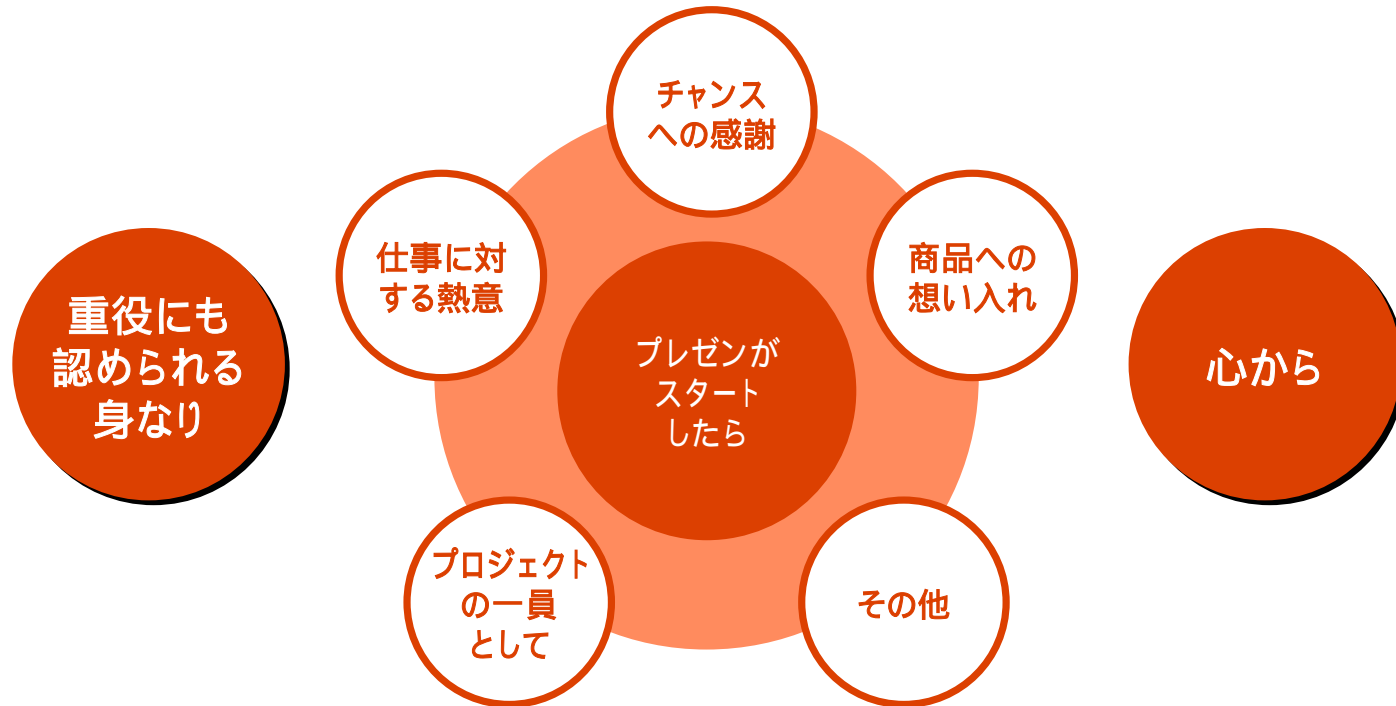 チャンス
への感謝
仕事に対
する熱意
商品への
想い入れ
重役にも
認められる
身なり
プレゼンが
スタート
したら
心から
プロジェクト
の一員
として
その他